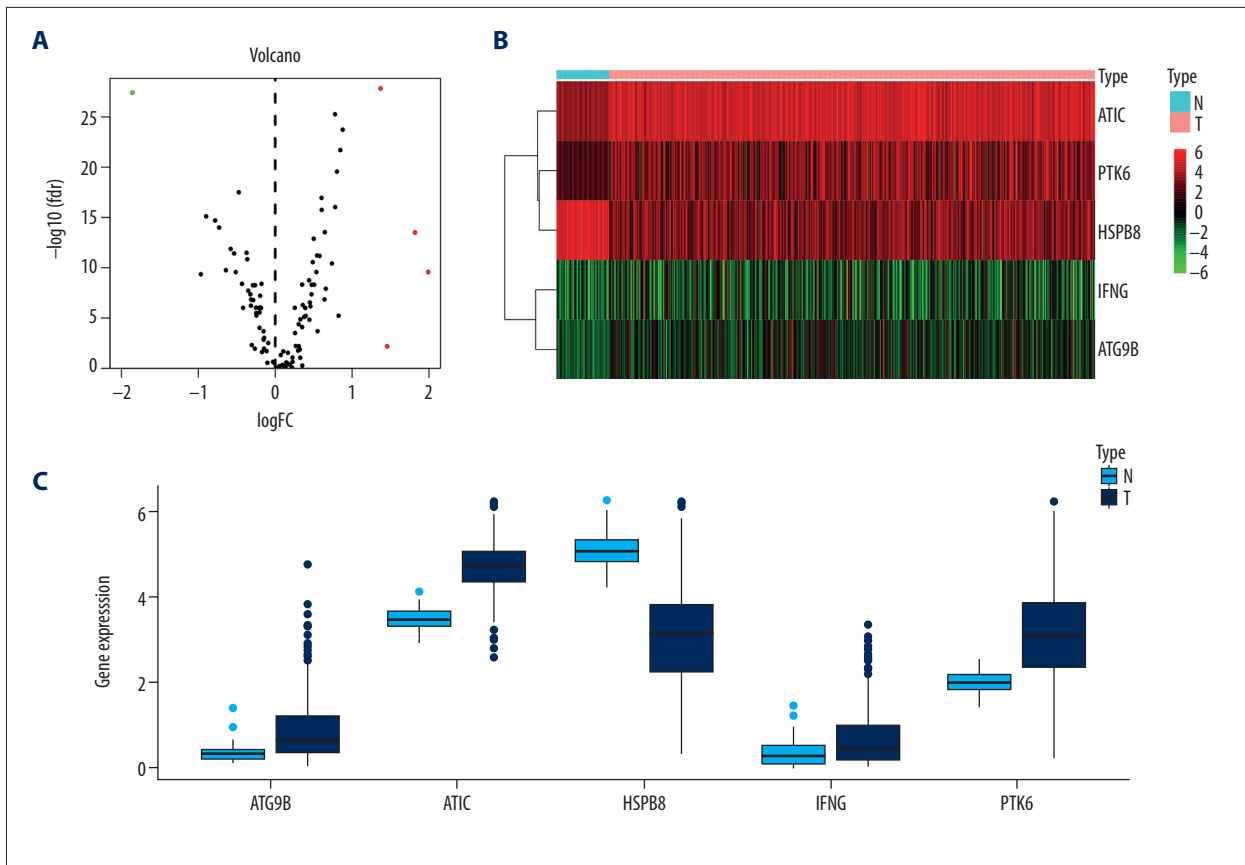 A
Volcano
25
20
15
10
5
0
−log10 (fdr)
−2 −1 0 1 2
logFC
B
Type
ATIC
PTK6
HSPB8
IFNG
ATG9B
Type
N
T
6
4
2
0
−2
−4
−6
C
Type
N
T
6
4
2
0
Gene expresssion
ATG9B ATIC HSPB8 IFNG PTK6